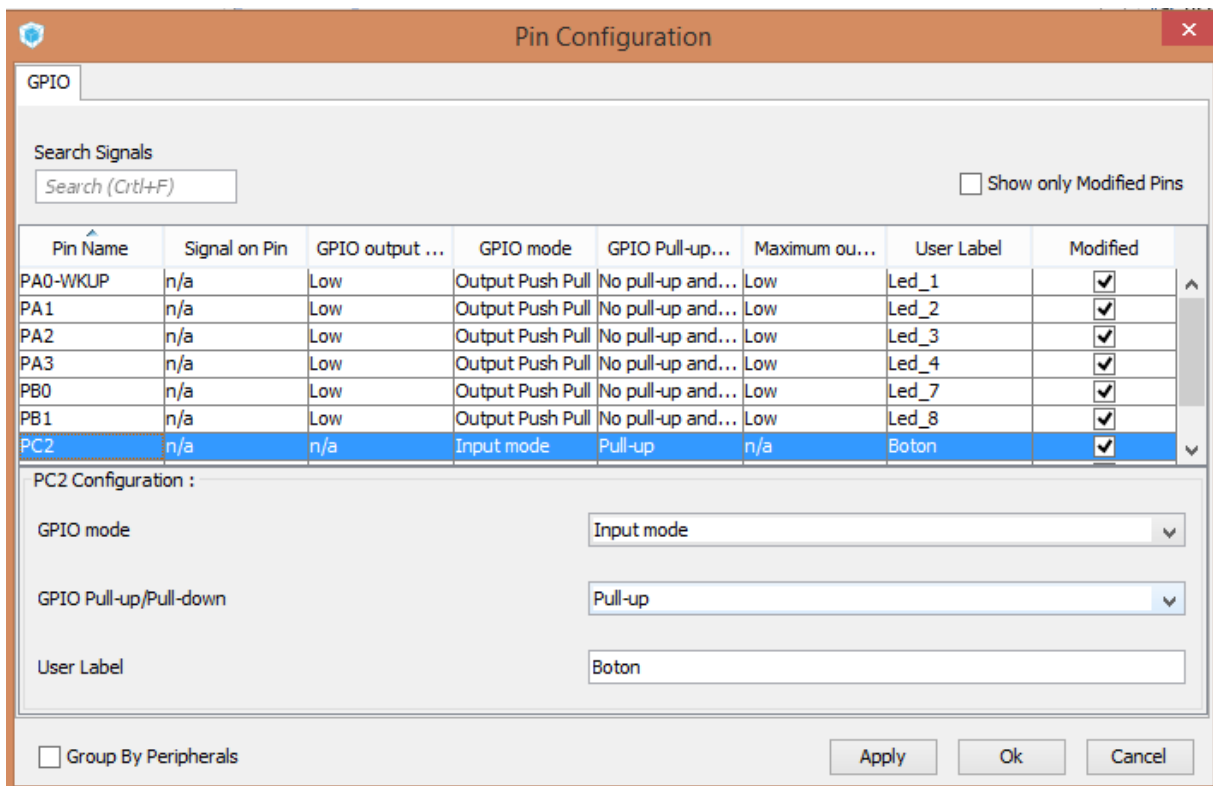 Pin Configuration
GPIO
Search Signals
Search (Crtl+F)
Show only Modified Pins
Pin Name Signal on Pin GPIO output ... GPIO mode GPIO Pull-up... Maximum ou... User Label Modified
PA0-WKUP n/a Low Output Push Pull No pull-up and... Low Led_1
PA1 n/a Low Output Push Pull No pull-up and... Low Led_2
PA2 n/a Low Output Push Pull No pull-up and... Low Led_3
PA3 n/a Low Output Push Pull No pull-up and... Low Led_4
PB0 n/a Low Output Push Pull No pull-up and... Low Led_7
PB1 n/a Low Output Push Pull No pull-up and... Low Led_8
PC2 n/a n/a Input mode Pull-up n/a Boton
PC2 Configuration :
GPIO mode Input mode
GPIO Pull-up/Pull-down Pull-up
User Label Boton
Group By Peripherals Apply Ok Cancel